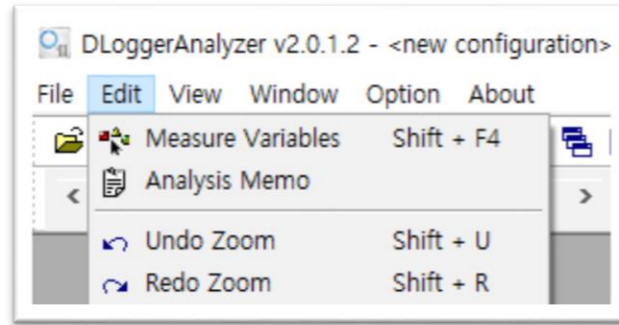 DLoggerAnalyzer v2.0.1.2 - <new configuration>
File Edit View Window Option About
Measure Variables Shift + F4
Analysis Memo
Undo Zoom Shift + U
Redo Zoom Shift + R